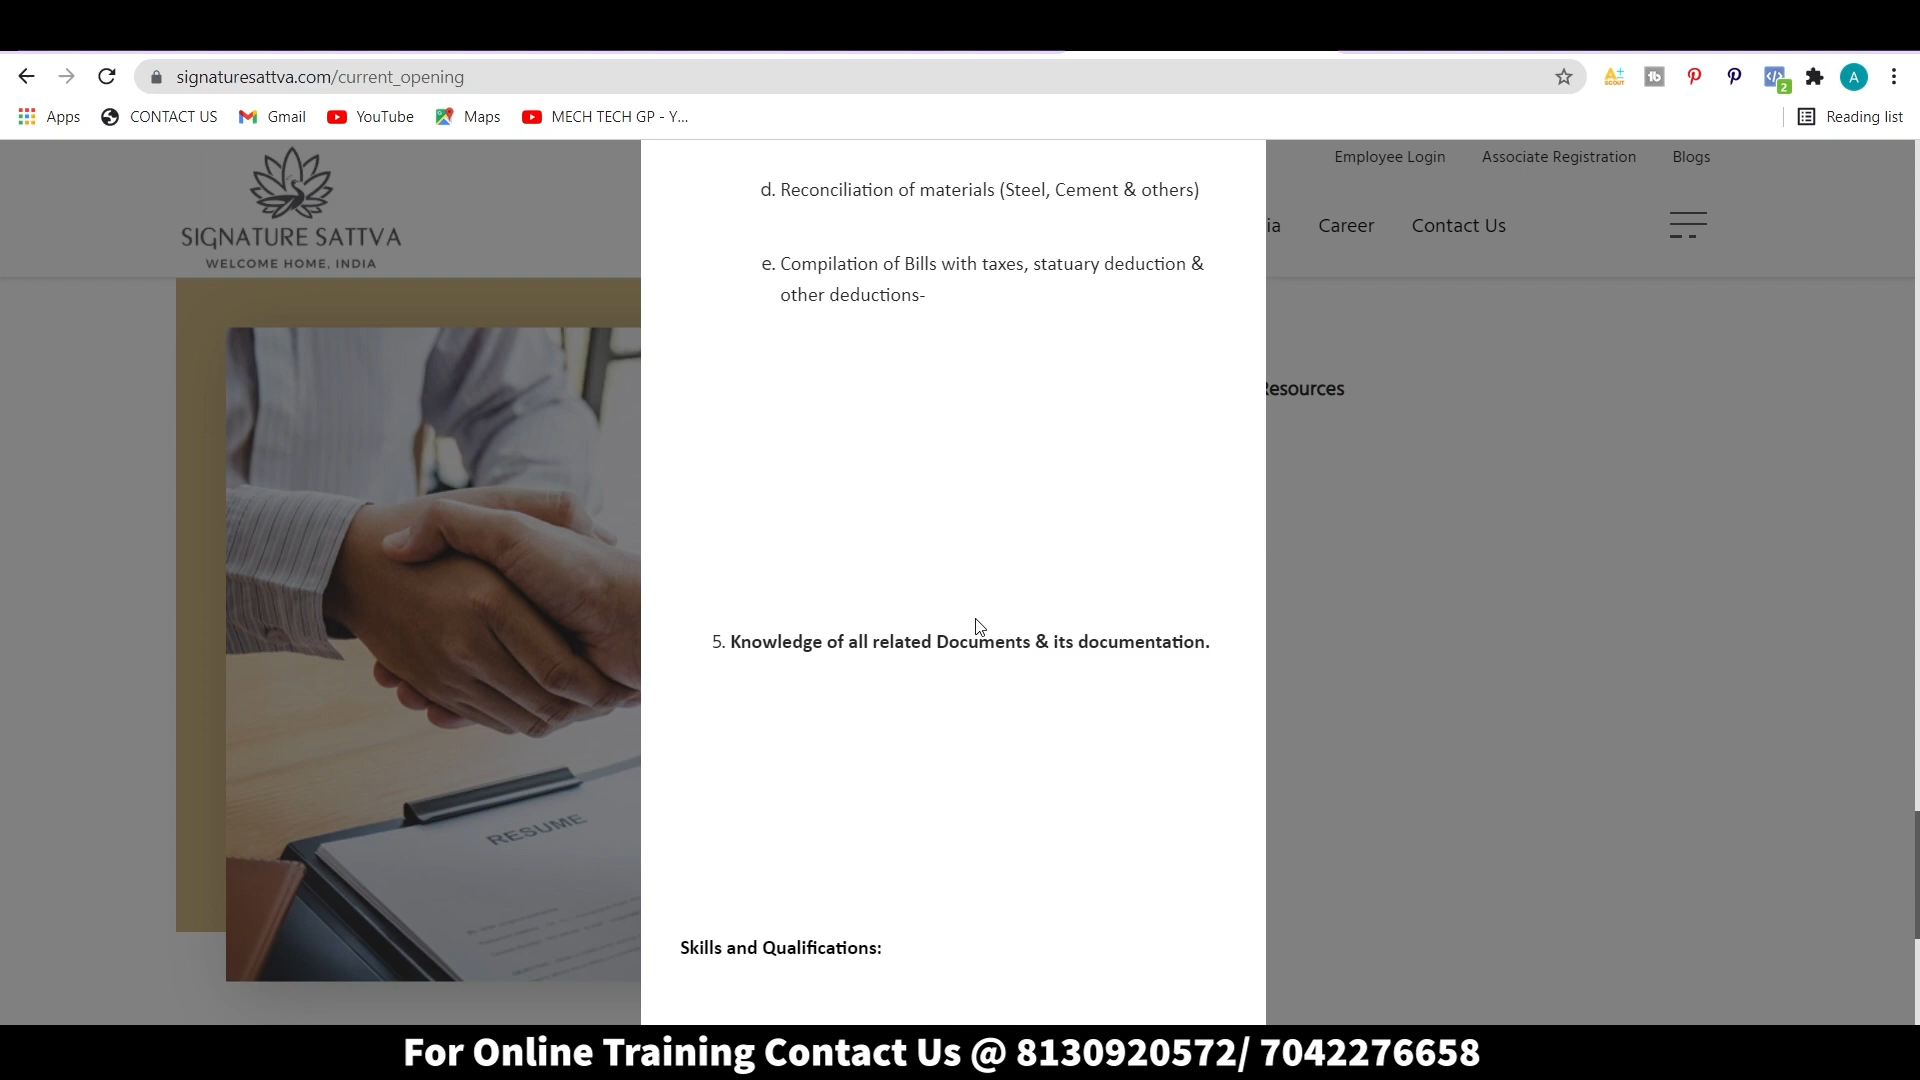 signaturesattva.com/current_opening
2
A
Apps
CONTACT US
Gmail
YouTube
Maps
MECH TECH GP - Y...
Reading list
Employee Login
Associate Registration
Blogs
SIGNATURE SATTVA
WELCOME HOME, INDIA
ia
Career
Contact Us
d. Reconciliation of materials (Steel, Cement & others)
e. Compilation of Bills with taxes, statuary deduction &
other deductions-
Resources
5. Knowledge of all related Documents & its documentation.
RESUME
Skills and Qualifications:
For Online Training Contact Us @ 8130920572/ 7042276658